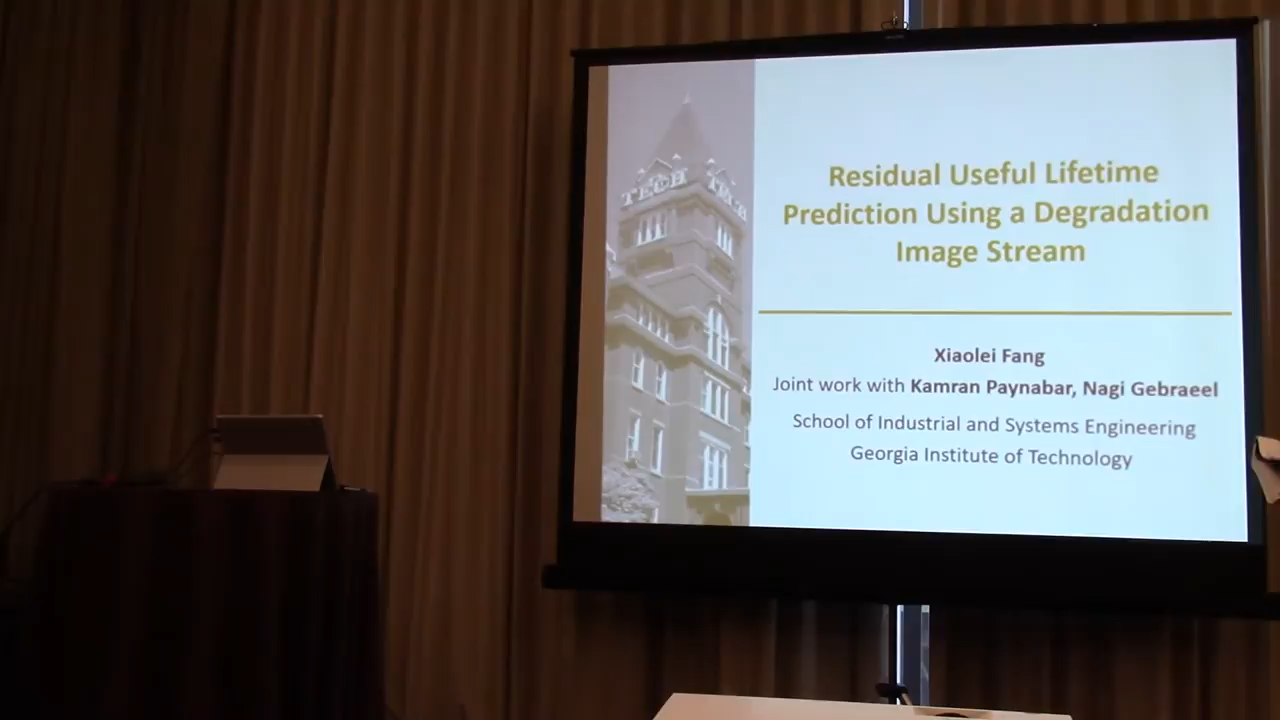 TECH TECH
Residual Useful Lifetime
Prediction Using a Degradation
Image Stream
Xiaolei Fang
Joint work with Kamran Paynabar, Nagi Gebraeel
School of Industrial and Systems Engineering
Georgia Institute of Technology